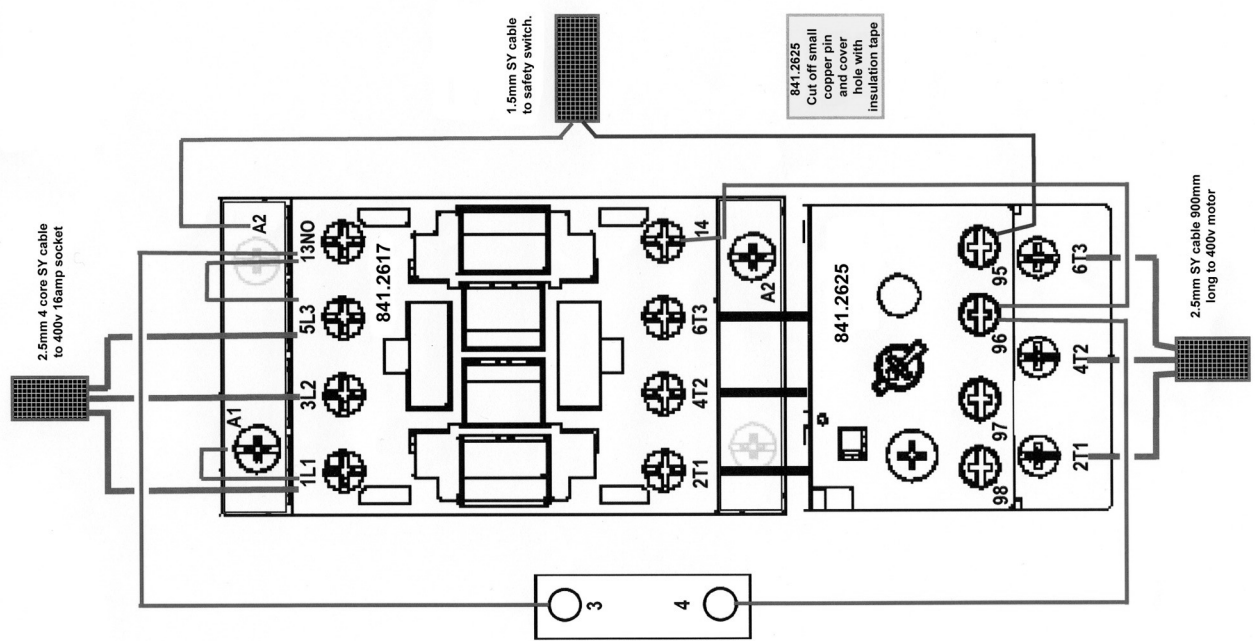 2.5mm 4 core SY cable
to 400v 16amp socket
1.5mm SY cable
to safety switch.
841.2625
Cut off small
copper pin
and cover
hole with
insulation tape
A1
A2
1L1
3L2
5L3
13NO
841.2617
2T1
4T2
6T3
14
A2
841.2625
98
97
96
95
2T1
4T2
6T3
3
4
2.5mm SY cable 900mm
long to 400v motor